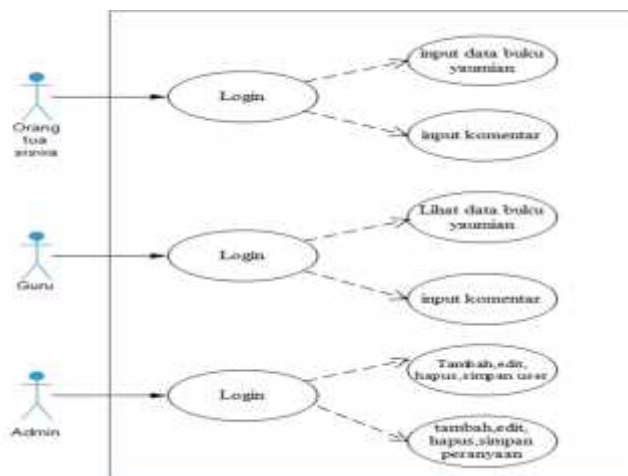 input data buku
yaumian
Login
Orang
tua
siswa
input komentar
Lihat data buku
yaumian
Login
Guru
input komentar
Tambah,edit,
hapus,simpan user
Login
Admin
tambah,edit,
hapus,simpan
peranyaan